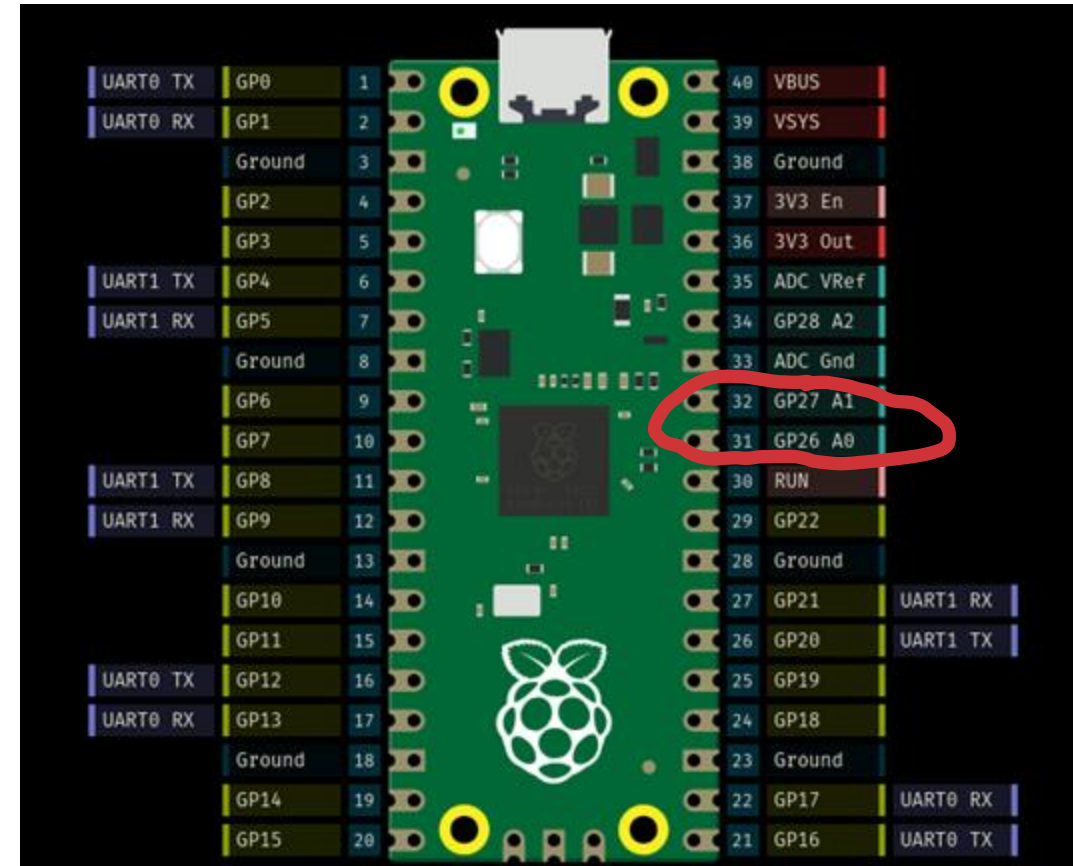 UART0 TX GP0 1 40 VBUS
UART0 RX GP1 2 39 VSYS
Ground 3 38 Ground
GP2 4 37 3V3 En
GP3 5 36 3V3 Out
UART1 TX GP4 6 35 ADC VRef
UART1 RX GP5 7 34 GP28 A2
Ground 8 33 ADC Gnd
GP6 9 32 GP27 A1
GP7 10 31 GP26 A0
UART1 TX GP8 11 30 RUN
UART1 RX GP9 12 29 GP22
Ground 13 28 Ground
GP10 14 27 GP21 UART1 RX
GP11 15 26 GP20 UART1 TX
UART0 TX GP12 16 25 GP19
UART0 RX GP13 17 24 GP18
Ground 18 23 Ground
GP14 19 22 GP17 UART0 RX
GP15 20 21 GP16 UART0 TX